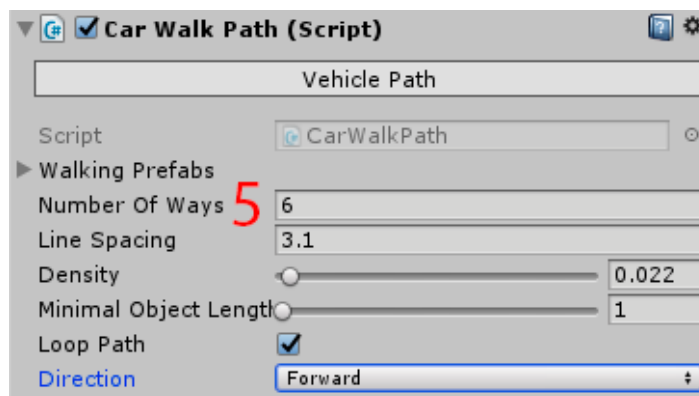 Car Walk Path (Script)
Vehicle Path
Script CarWalkPath
Walking Prefabs
Number Of Ways 5 6
Line Spacing 3.1
Density 0.022
Minimal Object Length 1
Loop Path
Direction Forward